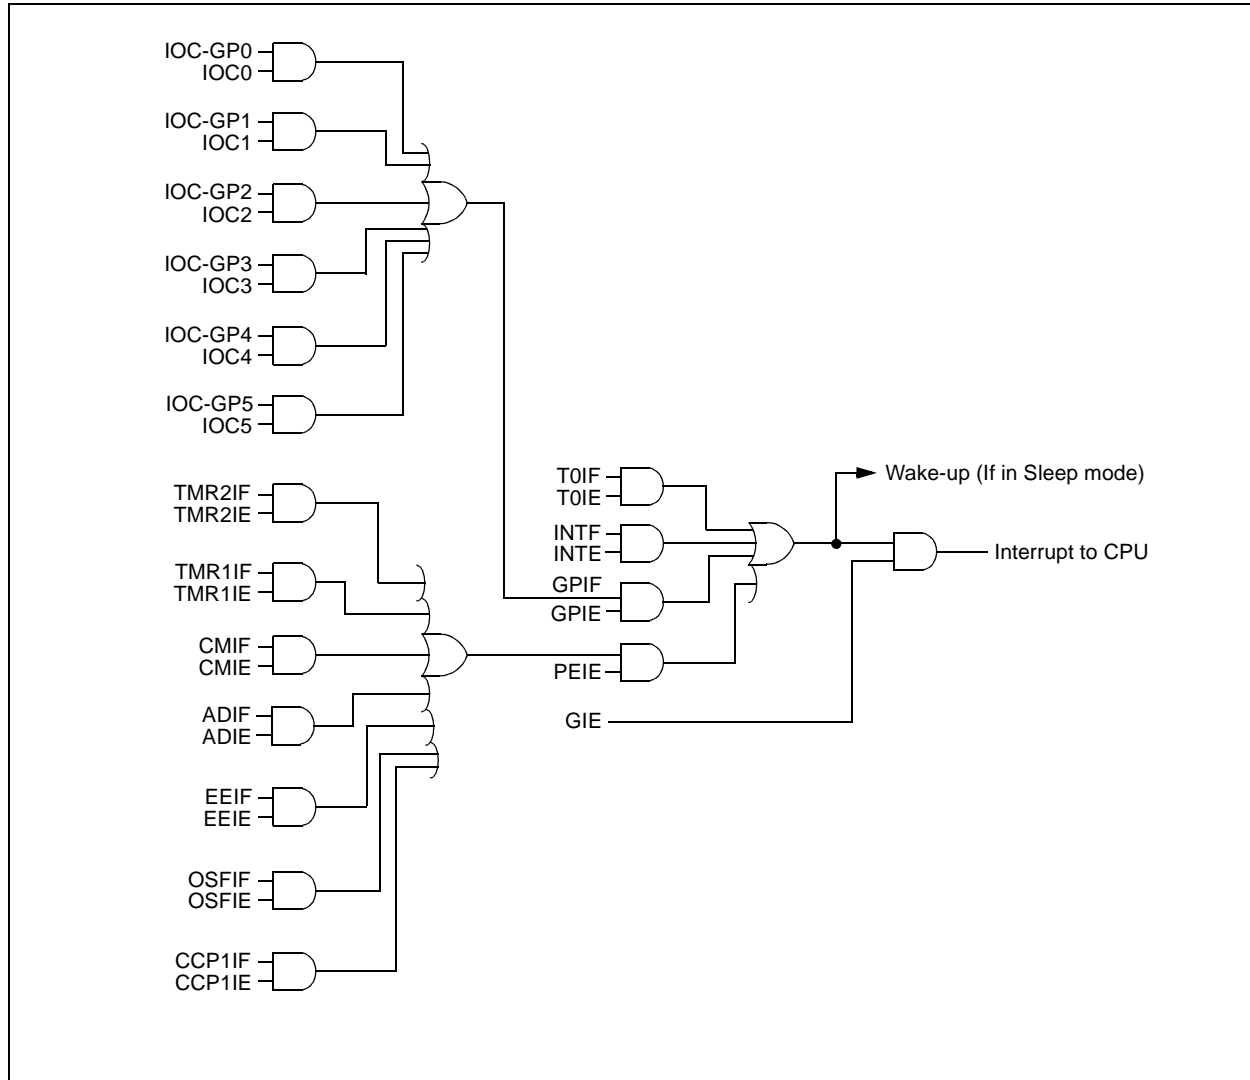 IOC-GP0
IOC0
IOC-GP1
IOC1
IOC-GP2
IOC2
IOC-GP3
IOC3
IOC-GP4
IOC4
IOC-GP5
IOC5
TMR2IF
TMR2IE
TMR1IF
TMR1IE
CMIF
CMIE
ADIF
ADIE
EEIF
EEIE
OSFIF
OSFIE
CCP1IF
CCP1IE
T0IF
T0IE
INTF
INTE
GPIF
GPIE
PEIE
GIE
Wake-up (If in Sleep mode)
Interrupt to CPU